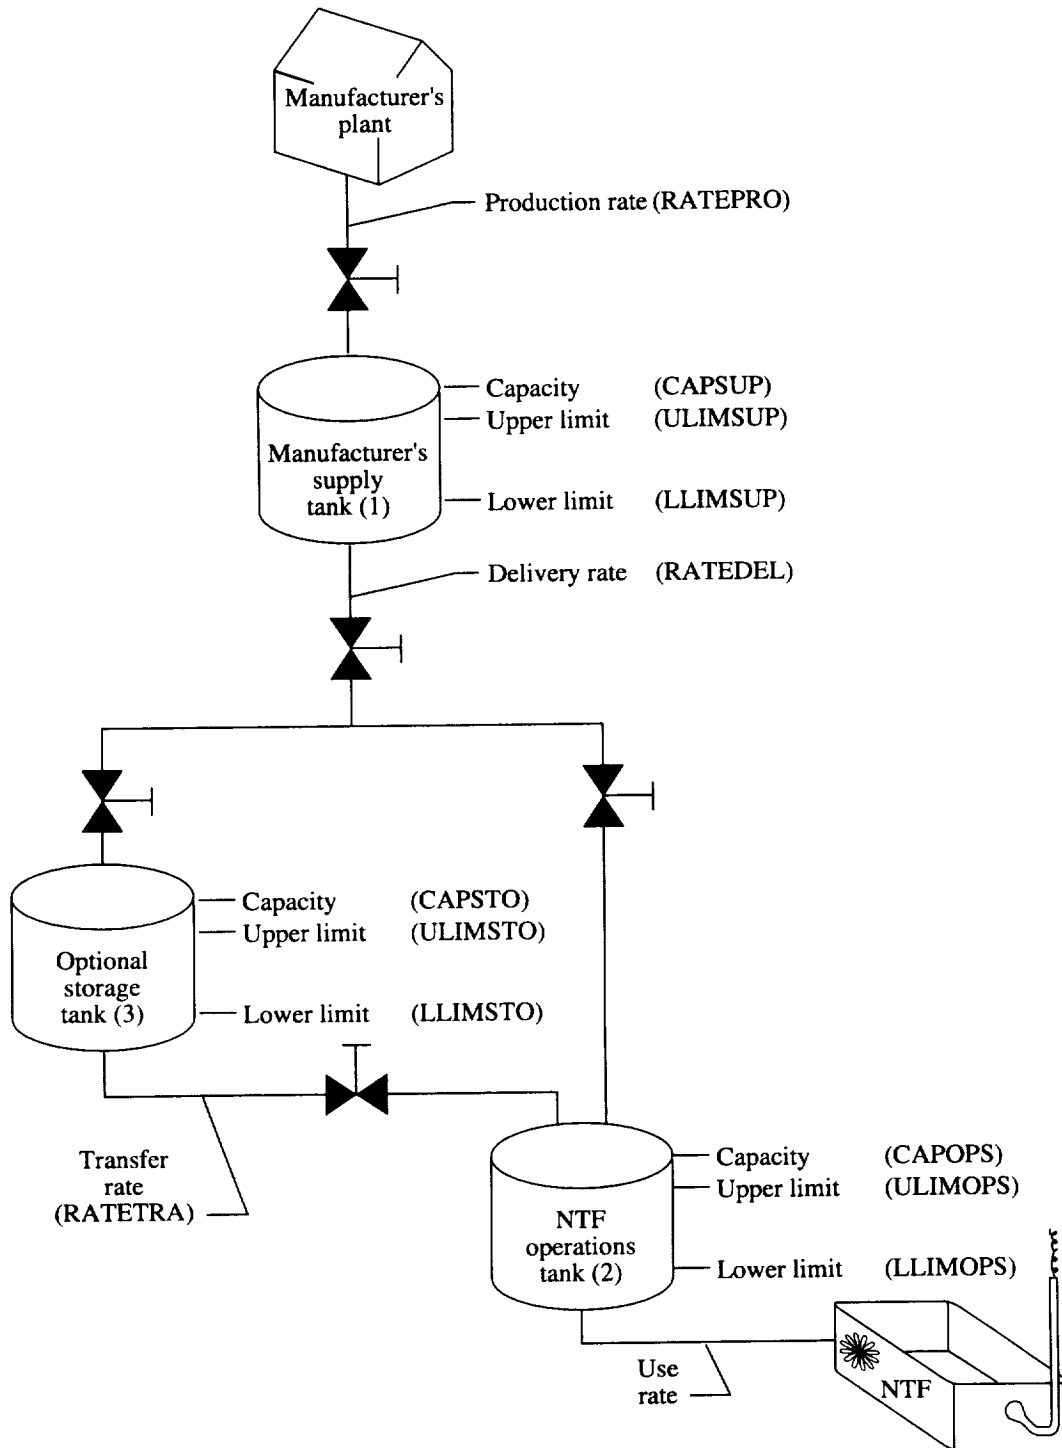 Manufacturer's
plant
Production rate (RATEPRO)
Capacity (CAPSUP)
Upper limit (ULIMSUP)
Manufacturer's
supply
tank (1)
Lower limit (LLIMSUP)
Delivery rate (RATEDEL)
Capacity (CAPSTO)
Upper limit (ULIMSTO)
Optional
storage
tank (3)
Lower limit (LLIMSTO)
Transfer
rate
(RATETRA)
Capacity (CAPOPS)
Upper limit (ULIMOPS)
NTF
operations
tank (2)
Lower limit (LLIMOPS)
Use
rate
NTF